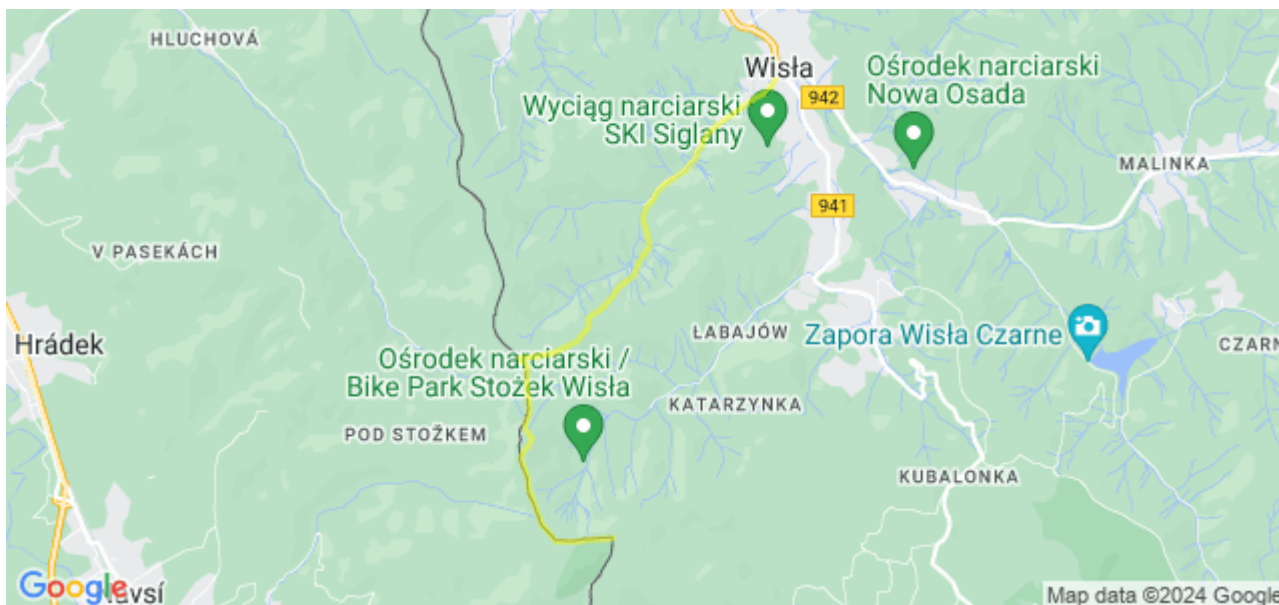 HLUCHOVÁ
Wisła
Ośrodek narciarski
Nowa Osada
942
Wyciąg narciarski
SKI Siglany
MALINKA
941
V PASEKÁCH
Hrádek
ŁABAJÓW
Zapora Wisła Czarne
CZARN
Ośrodek narciarski /
Bike Park Stożek Wisła
KATARZYNKA
POD STOŽKEM
KUBALONKA
Google
Map data ©2024 Google